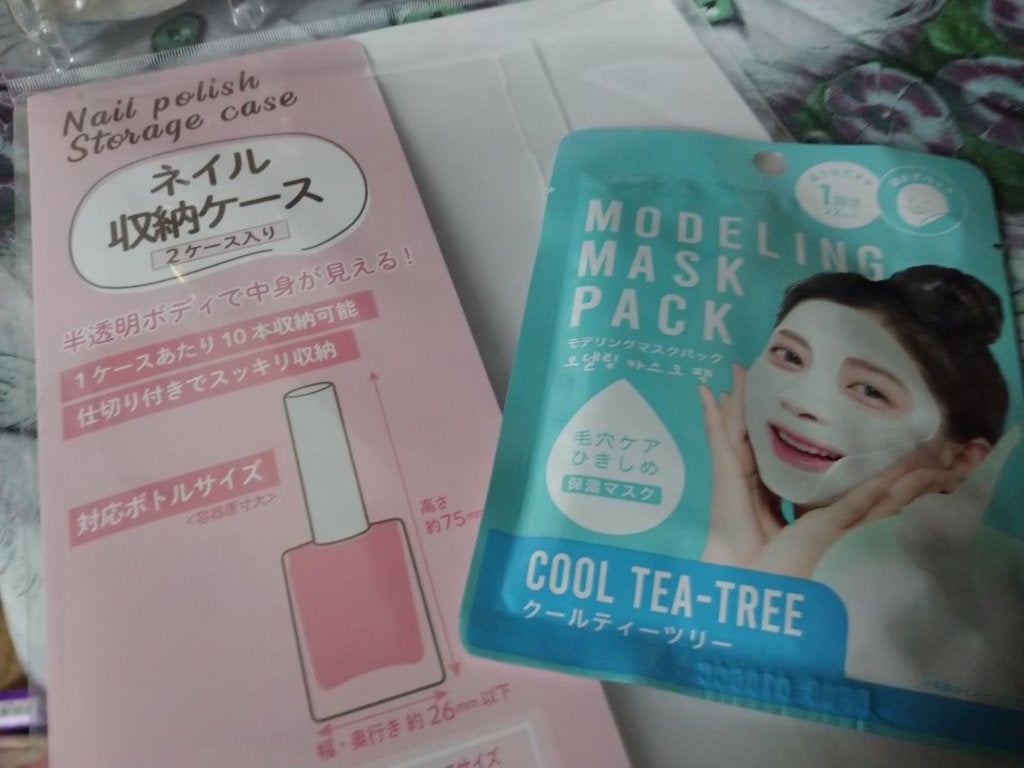 Nail polish
Storage case
ネイル
収納ケース
2ケース入り
半透明ボディで中身が見える!
1ケースあたり10本収納可能
仕切り付きでスッキリ収納
対応ボトルサイズ
<容器原寸大>
高さ
約75mm
幅・奥行き約26mm以下
MODELING
MASK
PACK
モデリングマスクパック
모델링 마스크 팩
1回分
毛穴ケア
ひきしめ
保湿マスク
COOL TEA-TREE
クールティーツリー